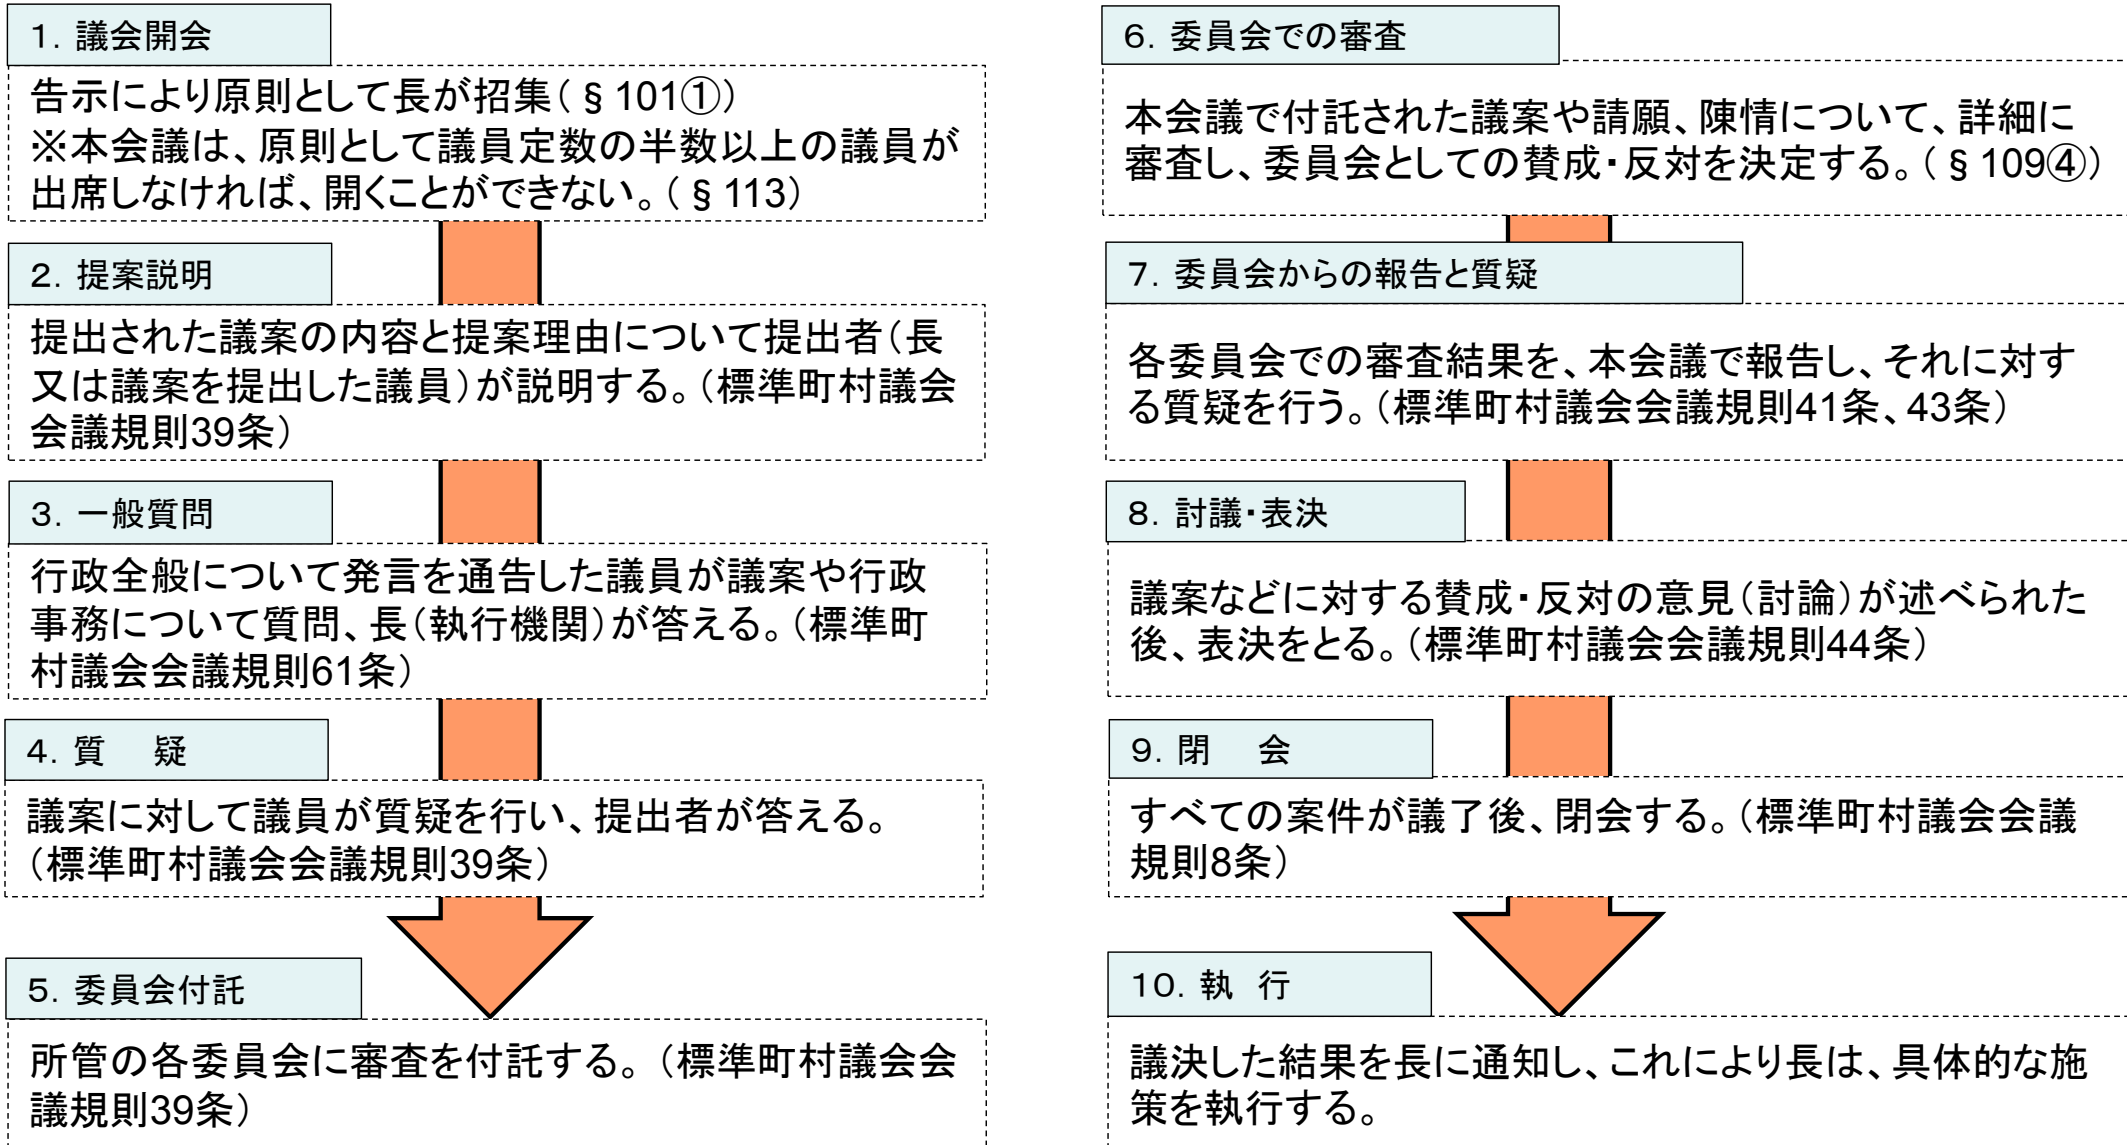 １．議会開会
告示により原則として長が招集（§101①）
※本会議は、原則として議員定数の半数以上の議員が
出席しなければ、開くことができない。（§113）
２．提案説明
提出された議案の内容と提案理由について提出者（長
又は議案を提出した議員）が説明する。（標準町村議会
会議規則39条）
３．一般質問
行政全般について発言を通告した議員が議案や行政
事務について質問、長（執行機関）が答える。（標準町
村議会会議規則61条）
４．質　疑
議案に対して議員が質疑を行い、提出者が答える。
（標準町村議会会議規則39条）
５．委員会付託
所管の各委員会に審査を付託する。（標準町村議会会
議規則39条）
６．委員会での審査
本会議で付託された議案や請願、陳情について、詳細に
審査し、委員会としての賛成・反対を決定する。（§109④）
７．委員会からの報告と質疑
各委員会での審査結果を、本会議で報告し、それに対す
る質疑を行う。（標準町村議会会議規則41条、43条）
８．討議・表決
議案などに対する賛成・反対の意見（討論）が述べられた
後、表決をとる。（標準町村議会会議規則44条）
９．閉　会
すべての案件が議了後、閉会する。（標準町村議会会議
規則8条）
１０．執　行
議決した結果を長に通知し、これにより長は、具体的な施
策を執行する。